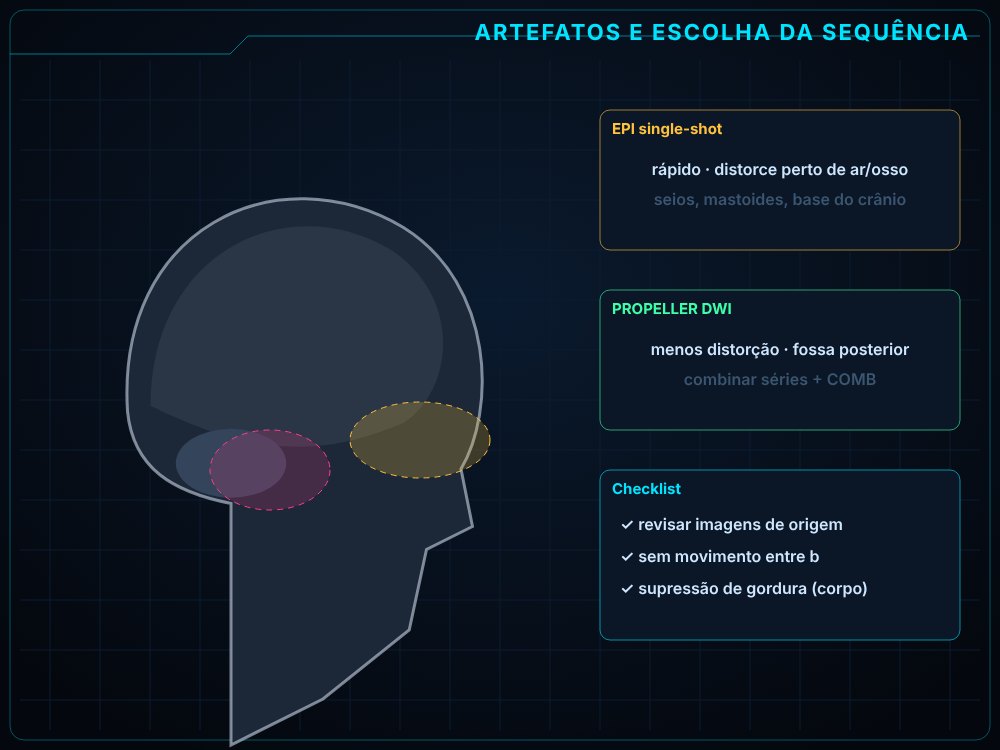 ARTEFATOS E ESCOLHA DA SEQUÊNCIA
EPI single-shot
rápido · distorce perto de ar/osso
seios, mastoides, base do crânio
PROPELLER DWI
menos distorção · fossa posterior
combinar séries + COMB
Checklist
✓ revisar imagens de origem
✓ sem movimento entre b
✓ supressão de gordura (corpo)